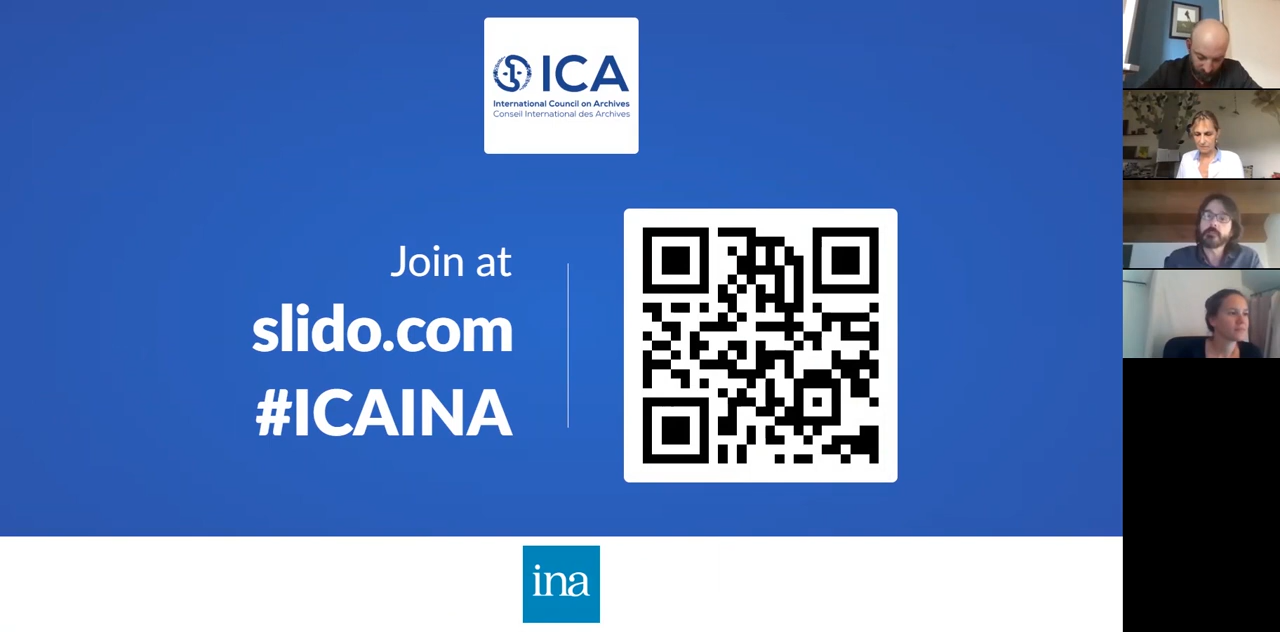 ICA
International Council on Archives
Conseil International des Archives
Join at
slido.com
#ICAINA
ina